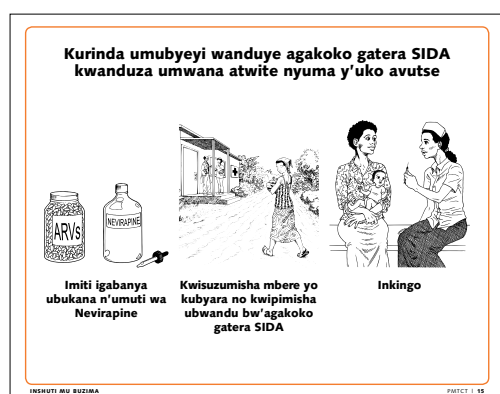 Kurinda umubyeyi wanduye agakoko gatera SIDA
kwanduza umwana atwite nyuma y'uko avutse
ARVs
NEVIRAPINE
Imiti igabanya
ubukana n'umuti wa
Nevirapine
Kwisuzumisha mbere yo
kubyara no kwipimisha
ubwandu bw'agakoko
gatera SIDA
Inkingo
INSHUTI MU BUZIMA
PMTCT | 15